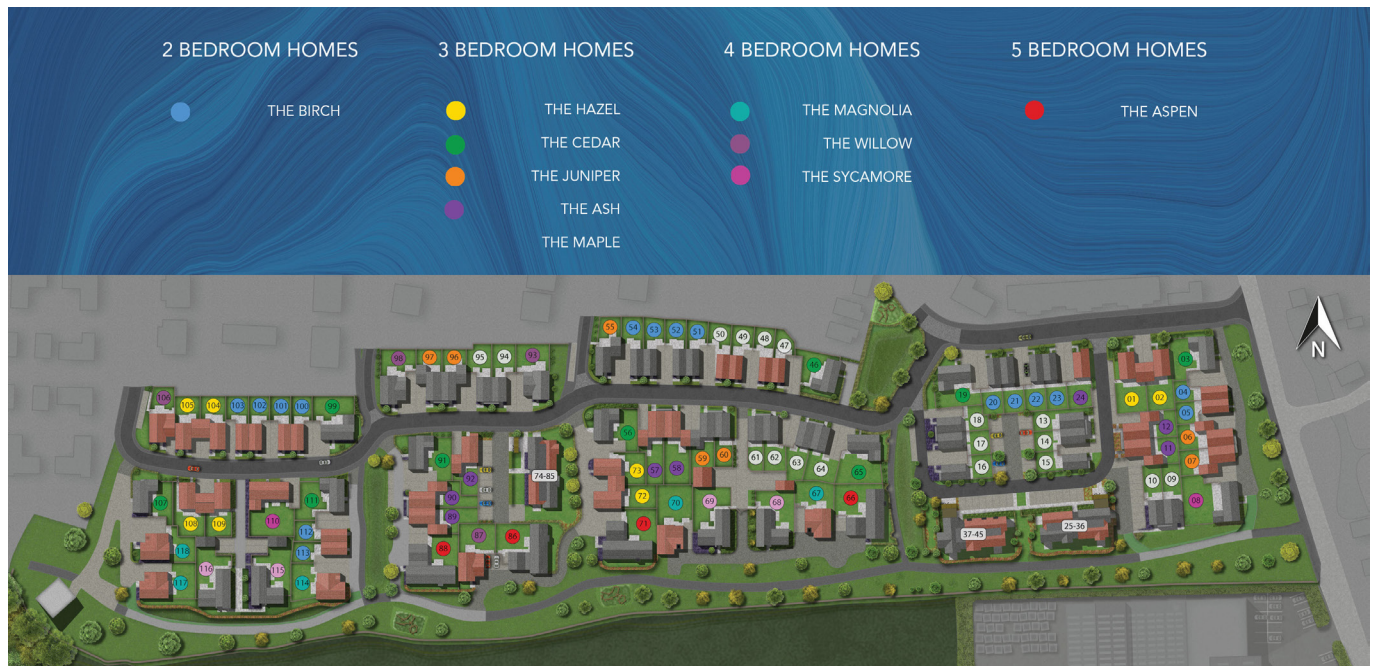 2 BEDROOM HOMES
3 BEDROOM HOMES
4 BEDROOM HOMES
5 BEDROOM HOMES
THE BIRCH
THE HAZEL
THE CEDAR
THE JUNIPER
THE ASH
THE MAPLE
THE MAGNOLIA
THE WILLOW
THE SYCAMORE
THE ASPEN
N
55 54 53 52 51 50 49 48 47
46
98 97 96 95 94 93
106 105 104 103 102 101 100 99
19 20 21 22 23 24
03
01 02 04
05
18 17 16
13 14 15
12 11 06 07
10 09 08
37-45
25-36
56
73 57 58 59 60
72 70 69
71
61 62 63 64 65
68 67 66
91 92 90 89
88 87 86
74-85
107 108 109 110 111
112
118 113
117 116 115 114